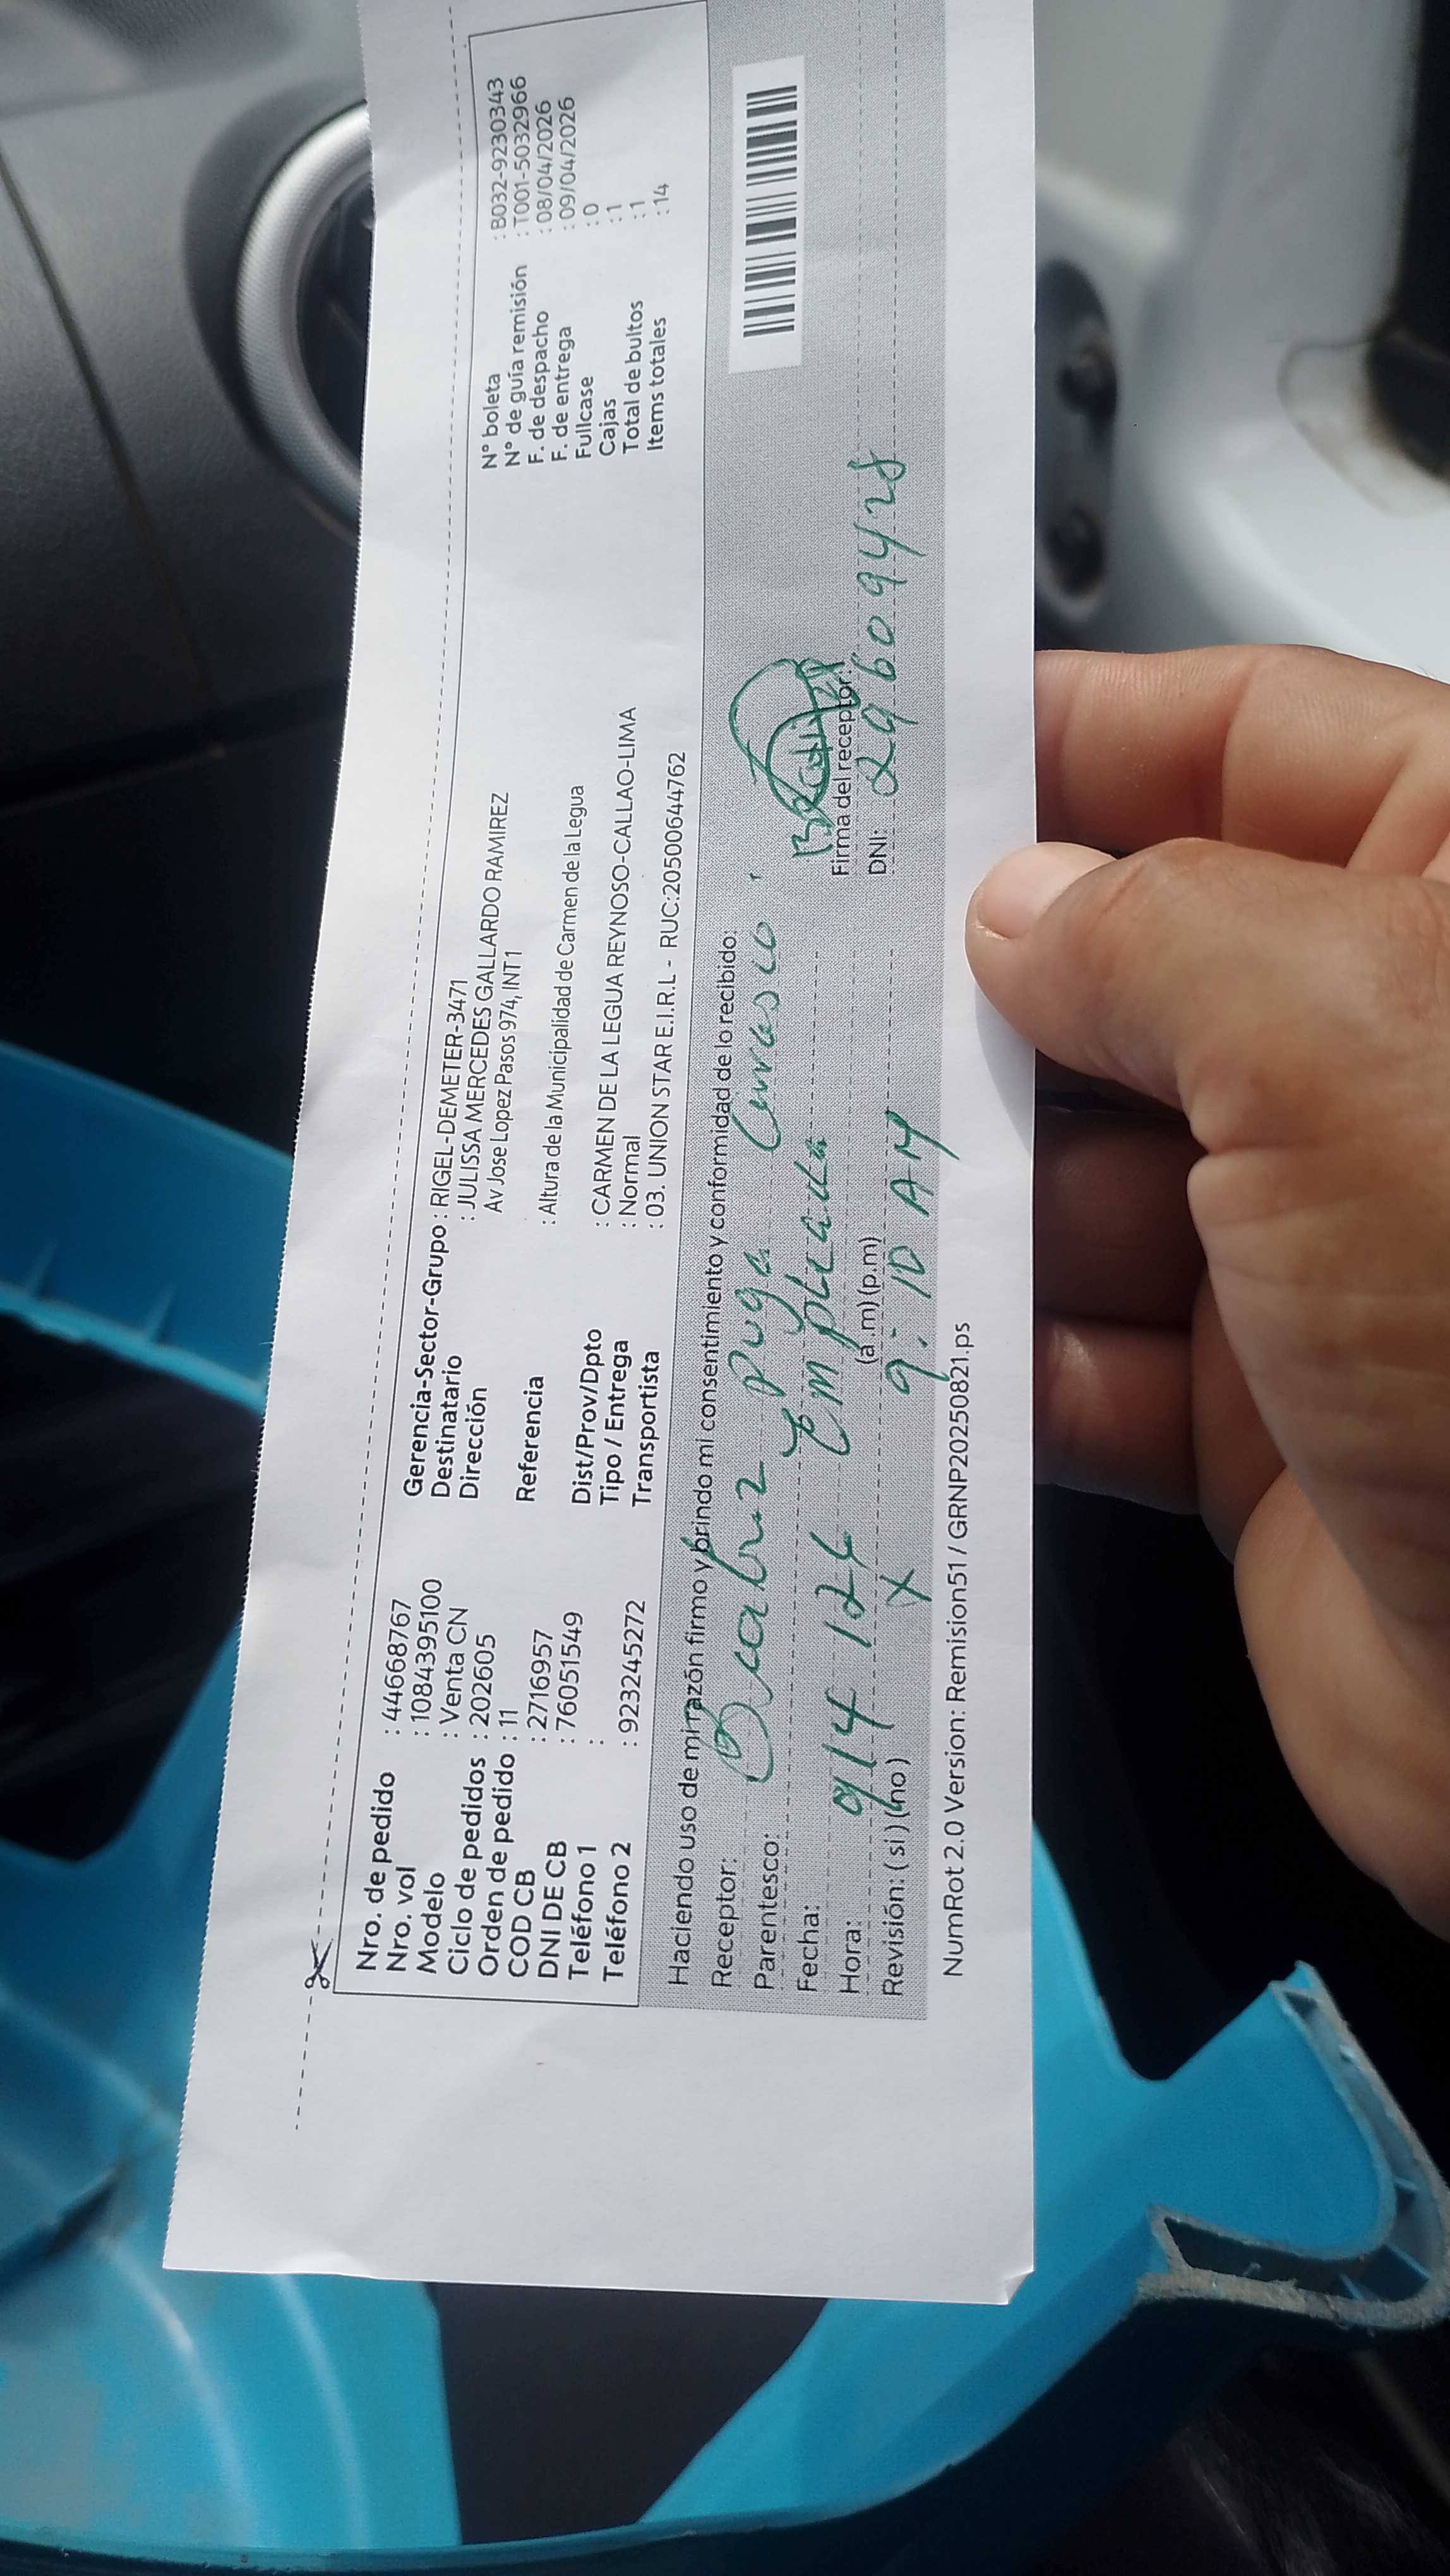 Nro. de pedido : 44668767
Nro. vol : 1084395100
Modelo : Venta CN
Ciclo de pedidos : 202605
Orden de pedido : 11
COD CB : 2716957
DNI DE CB : 76051549
Teléfono 1 :
Teléfono 2 : 923245272
Gerencia-Sector-Grupo : RIGEL-DEMETER-3471
Destinatario : JULISSA MERCEDES GALLARDO RAMIREZ
Dirección Av Jose Lopez Pasos 974, INT 1
Referencia : Altura de la Municipalidad de Carmen de la Legua
Dist/Prov/Dpto : CARMEN DE LA LEGUA REYNOSO-CALLAO-LIMA
Tipo / Entrega : Normal
Transportista : 03. UNION STAR E.I.R.L - RUC:20500644762
N° boleta : B032-9230343
N° de guía remisión : T001-5032966
F. de despacho : 08/04/2026
F. de entrega : 09/04/2026
Fullcase : 0
Cajas : 1
Total de bultos : 1
Items totales : 14
Haciendo uso de mi razón firmo y brindo mi consentimiento y conformidad de lo recibido:
Receptor: Puga Carrasco
Parentesco: Empleada
Fecha: 9/4/26
Hora: (a.m) (p.m) 9:10 AM
Revisión: (si) (no) X
Firma del receptor:
DNI: 29609428
NumRot 2.0 Version: Remision51 / GRNP20250821.ps